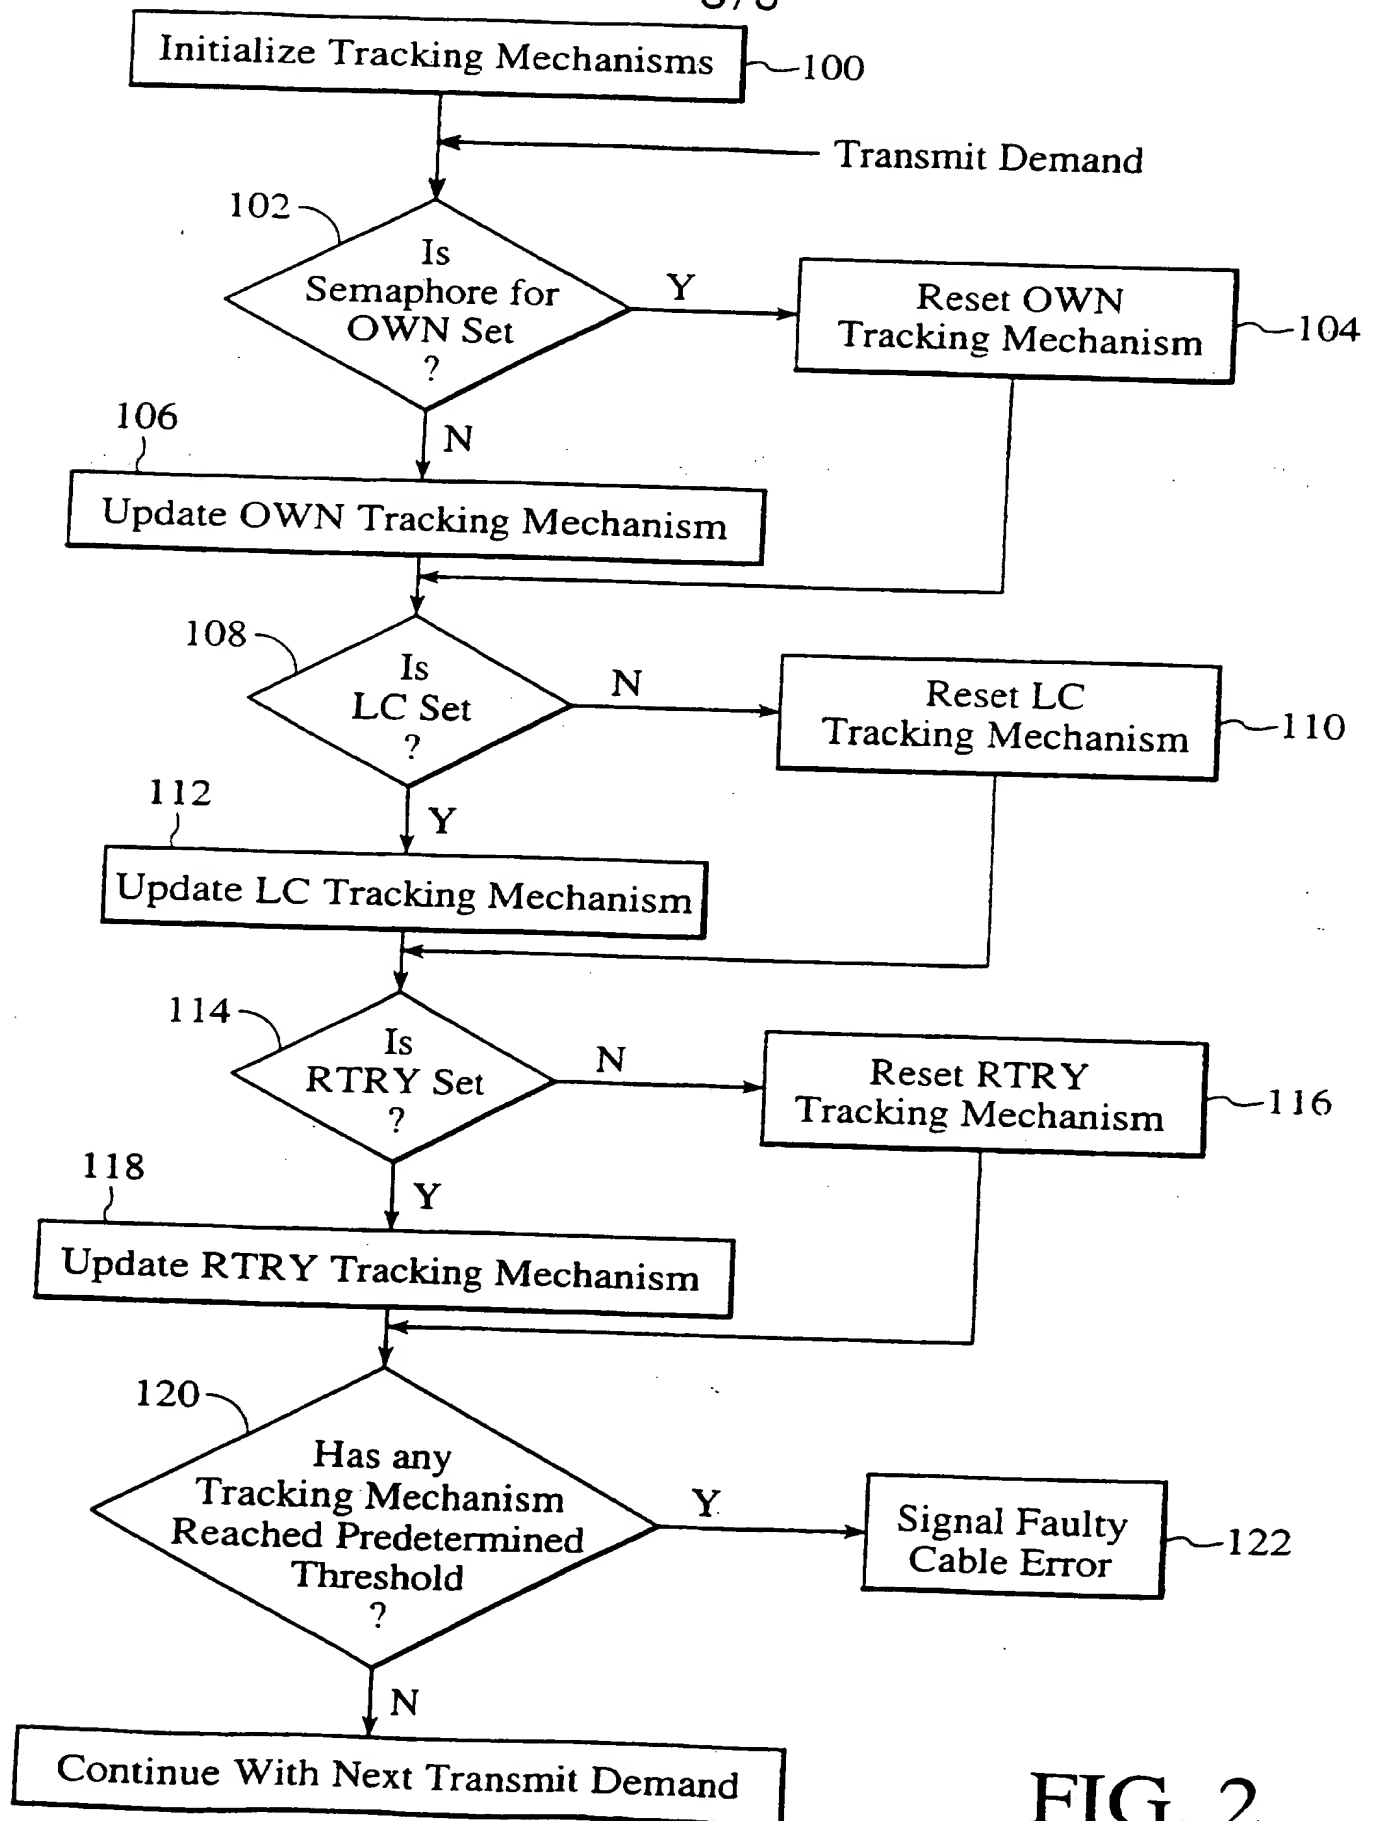 Initialize Tracking Mechanisms
100
Transmit Demand
102
Is
Semaphore for
OWN Set
?
Y
Reset OWN
Tracking Mechanism
104
106
N
Update OWN Tracking Mechanism
108
Is
LC Set
?
N
Reset LC
Tracking Mechanism
110
112
Y
Update LC Tracking Mechanism
114
Is
RTRY Set
?
N
Reset RTRY
Tracking Mechanism
116
118
Y
Update RTRY Tracking Mechanism
120
Has any
Tracking Mechanism
Reached Predetermined
Threshold
?
Y
Signal Faulty
Cable Error
122
N
Continue With Next Transmit Demand
FIG. 2